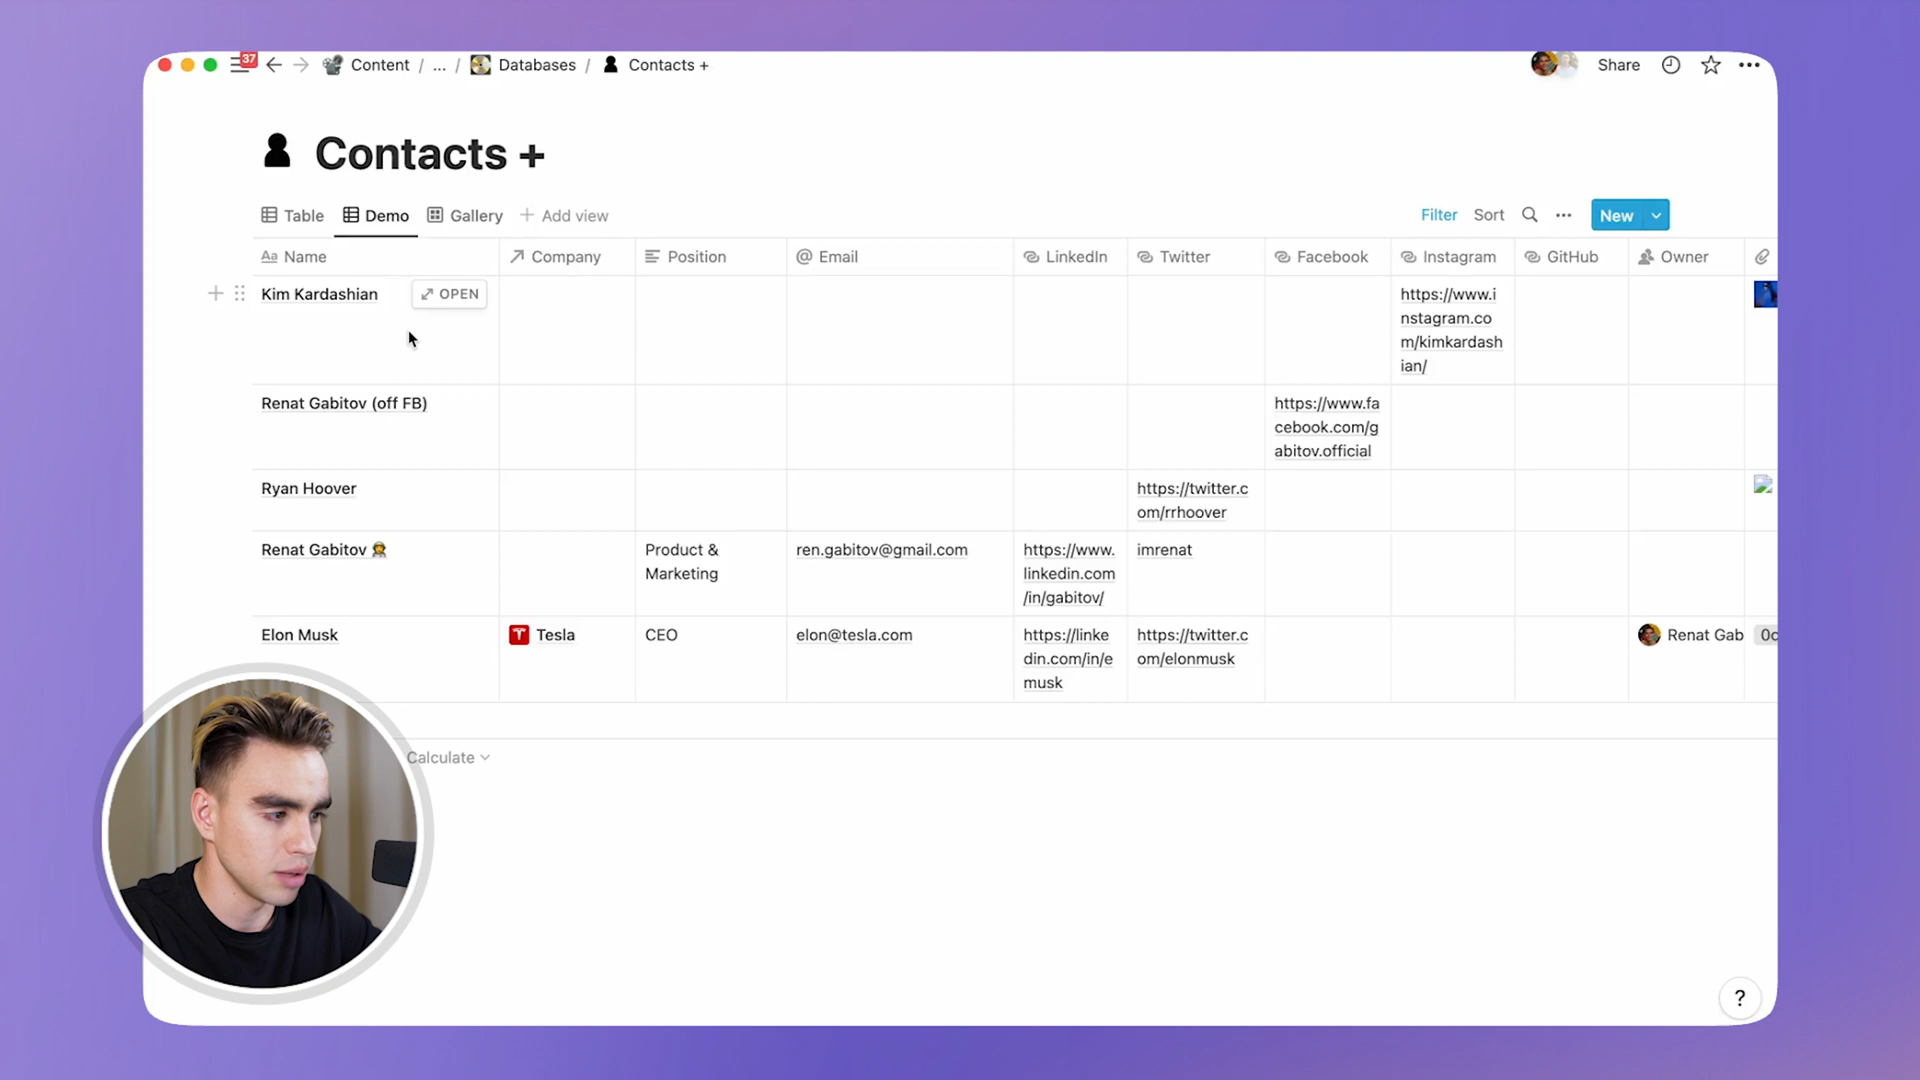 37
Content / ... / Databases / Contacts +
Share
Contacts +
Table Demo Gallery Add view
Filter Sort New
Aa Name Company Position @ Email LinkedIn Twitter Facebook Instagram GitHub Owner
Kim Kardashian
OPEN
https://www.i
nstagram.co
m/kimkardash
ian/
Renat Gabitov (off FB)
https://www.fa
cebook.com/g
abitov.official
Ryan Hoover
https://twitter.c
om/rrhoover
Renat Gabitov
Product &
Marketing
ren.gabitov@gmail.com
https://www.
linkedin.com
/in/gabitov/
imrenat
Elon Musk
T Tesla
CEO
elon@tesla.com
https://linke
din.com/in/e
musk
https://twitter.c
om/elonmusk
Renat Gab
Calculate
?